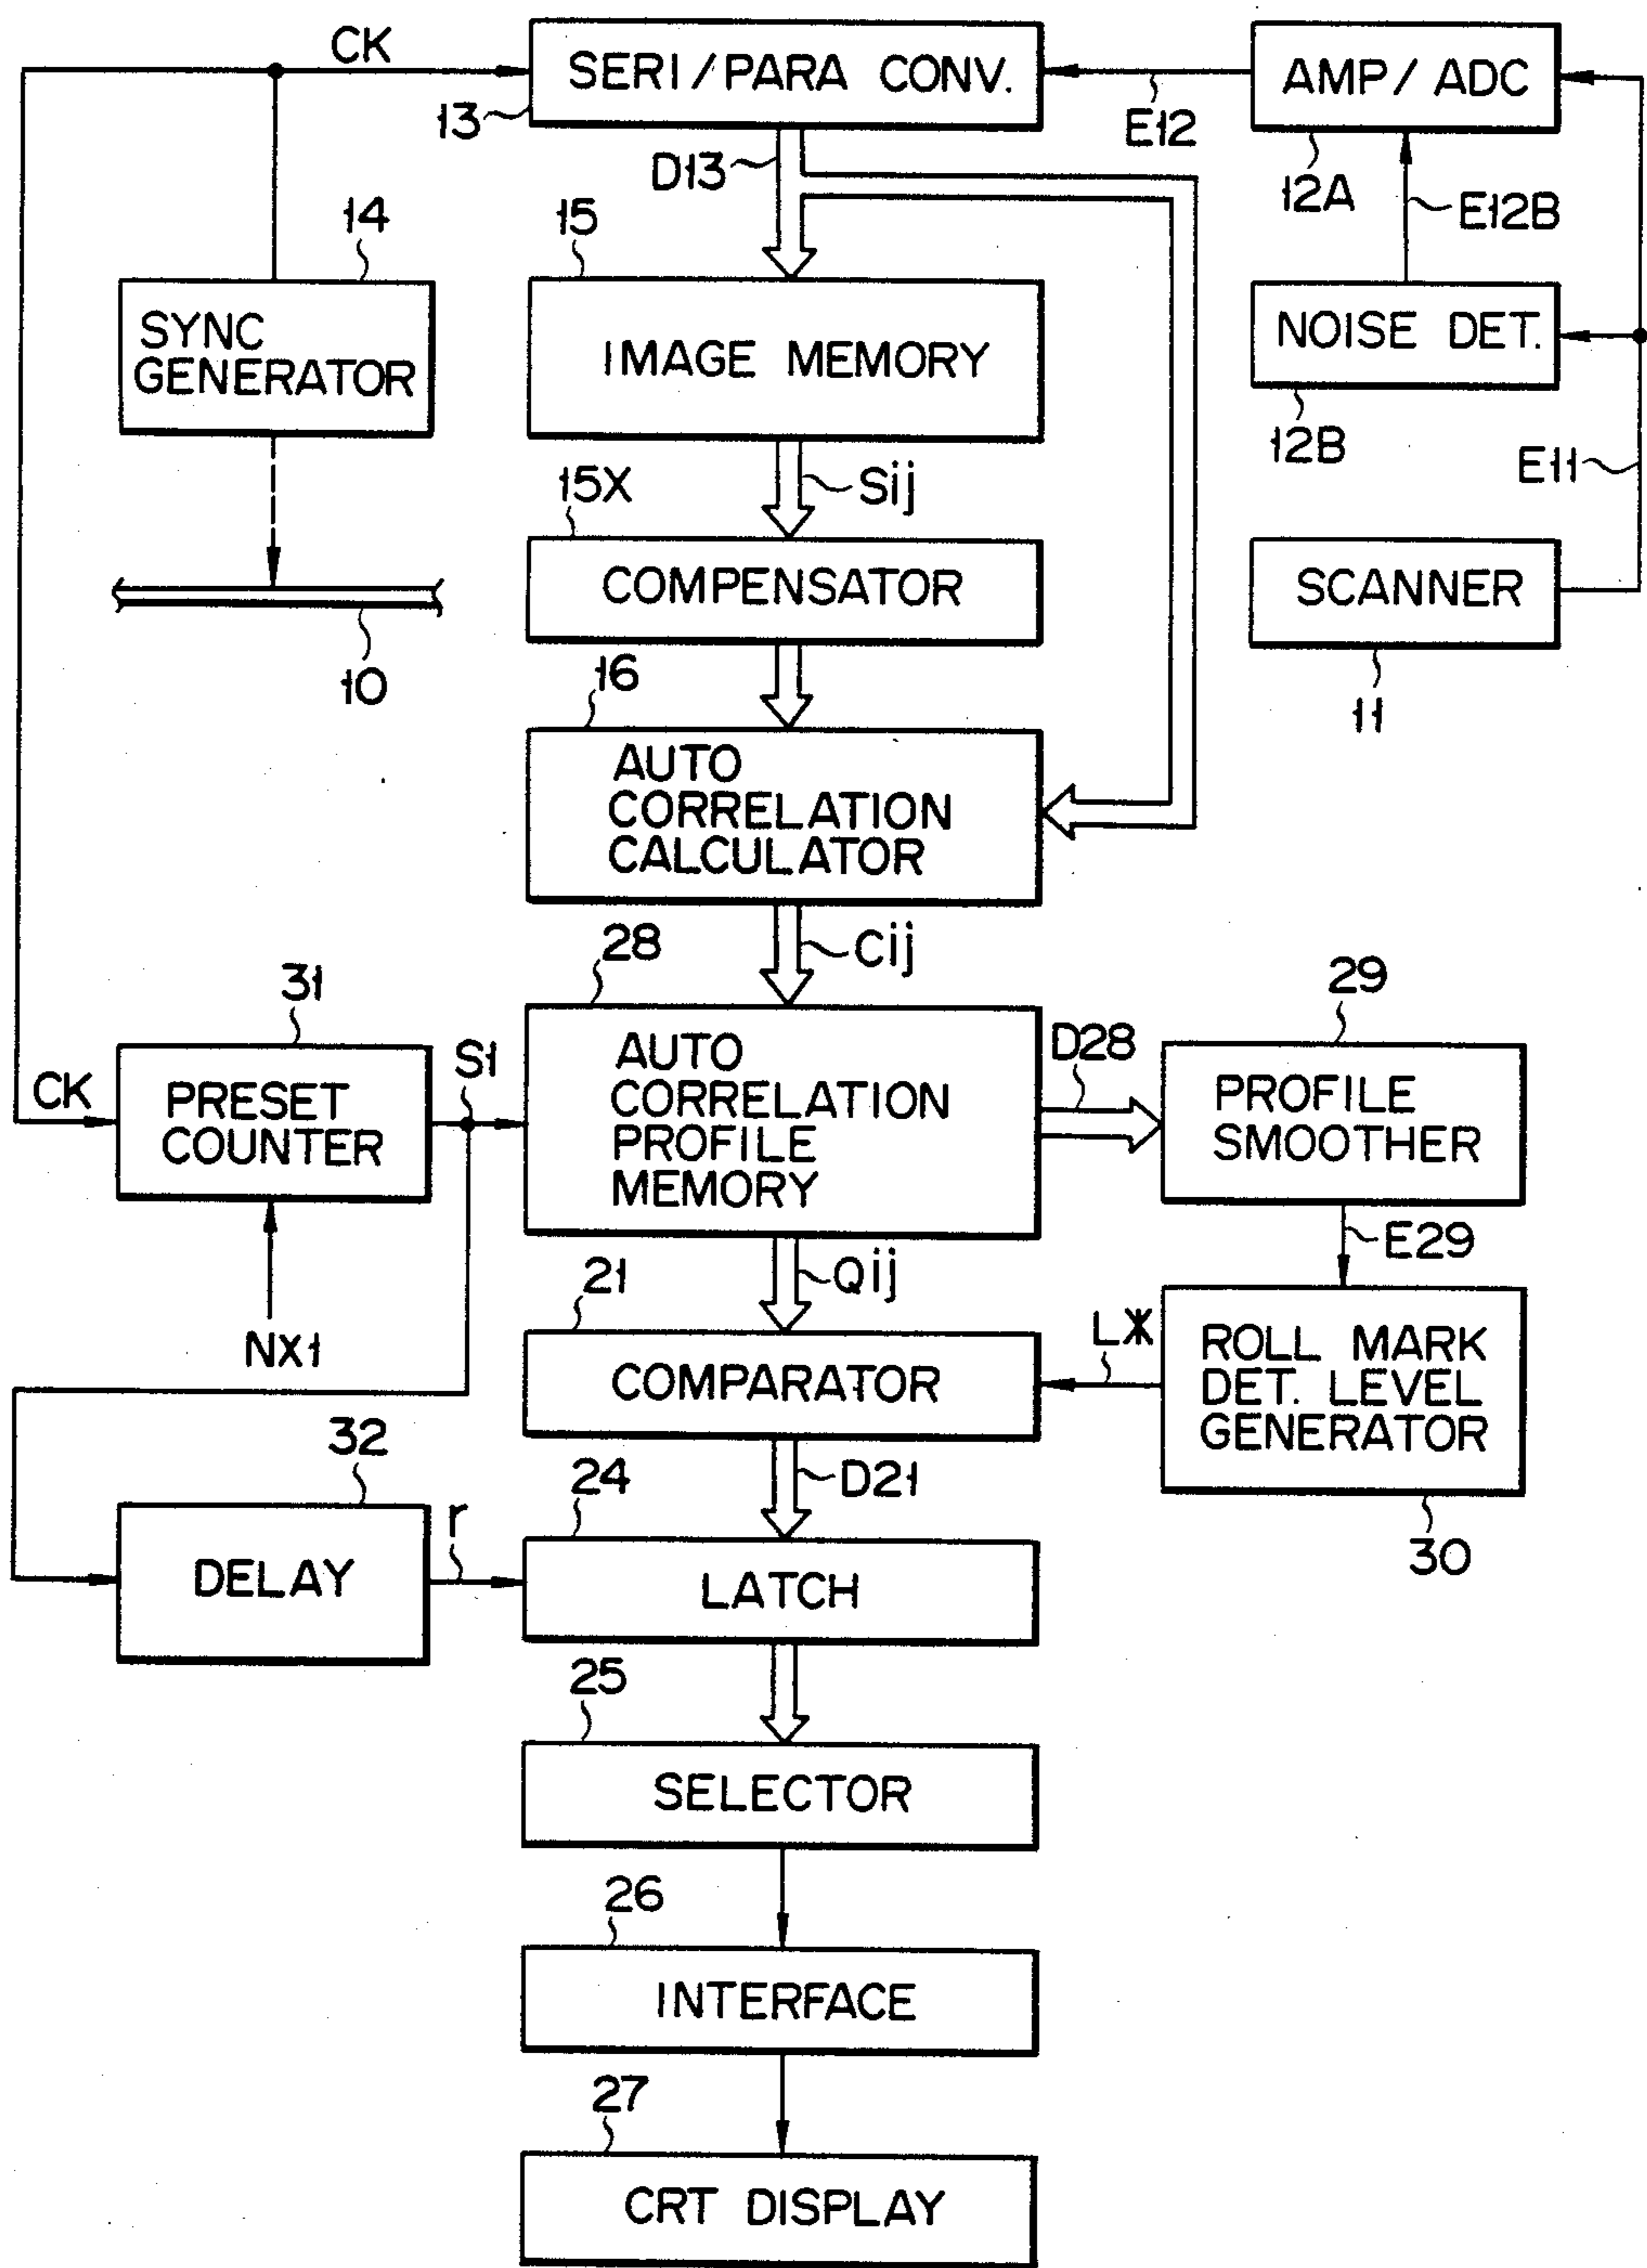 CK
SERI/PARA CONV.
AMP/ADC
13
E12
D13
12A
E12B
14
15
SYNC
GENERATOR
IMAGE MEMORY
NOISE DET.
12B
E11
Sij
15X
COMPENSATOR
SCANNER
10
16
11
AUTO
CORRELATION
CALCULATOR
28
Cij
31
29
CK
PRESET
COUNTER
S1
AUTO
CORRELATION
PROFILE
MEMORY
D28
PROFILE
SMOOTHER
E29
21
Qij
NX1
COMPARATOR
L※
ROLL MARK
DET. LEVEL
GENERATOR
32
24
D21
30
DELAY
r
LATCH
25
SELECTOR
26
INTERFACE
27
CRT DISPLAY